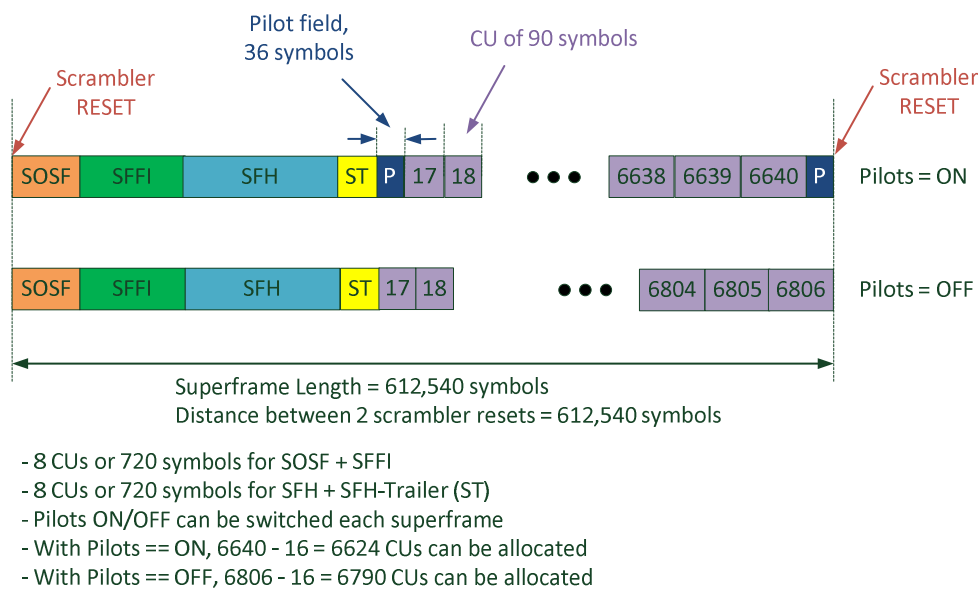 Pilot field,
36 symbols
CU of 90 symbols
Scrambler
RESET
Scrambler
RESET
SOSF SFFI SFH ST P 17 18 ●●● 6638 6639 6640 P Pilots = ON
SOSF SFFI SFH ST 17 18 ●●● 6804 6805 6806 Pilots = OFF
Superframe Length = 612,540 symbols
Distance between 2 scrambler resets = 612,540 symbols
- 8 CUs or 720 symbols for SOSF + SFFI
- 8 CUs or 720 symbols for SFH + SFH-Trailer (ST)
- Pilots ON/OFF can be switched each superframe
- With Pilots == ON, 6640 - 16 = 6624 CUs can be allocated
- With Pilots == OFF, 6806 - 16 = 6790 CUs can be allocated